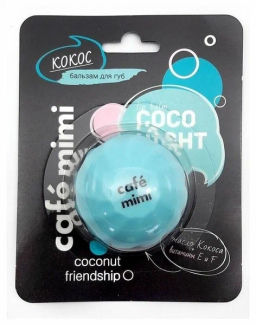 кокос
бальзам для губ
COCO
café mimi
café
mimi
масло Кокоса
витамины E и F
coconut
friendship